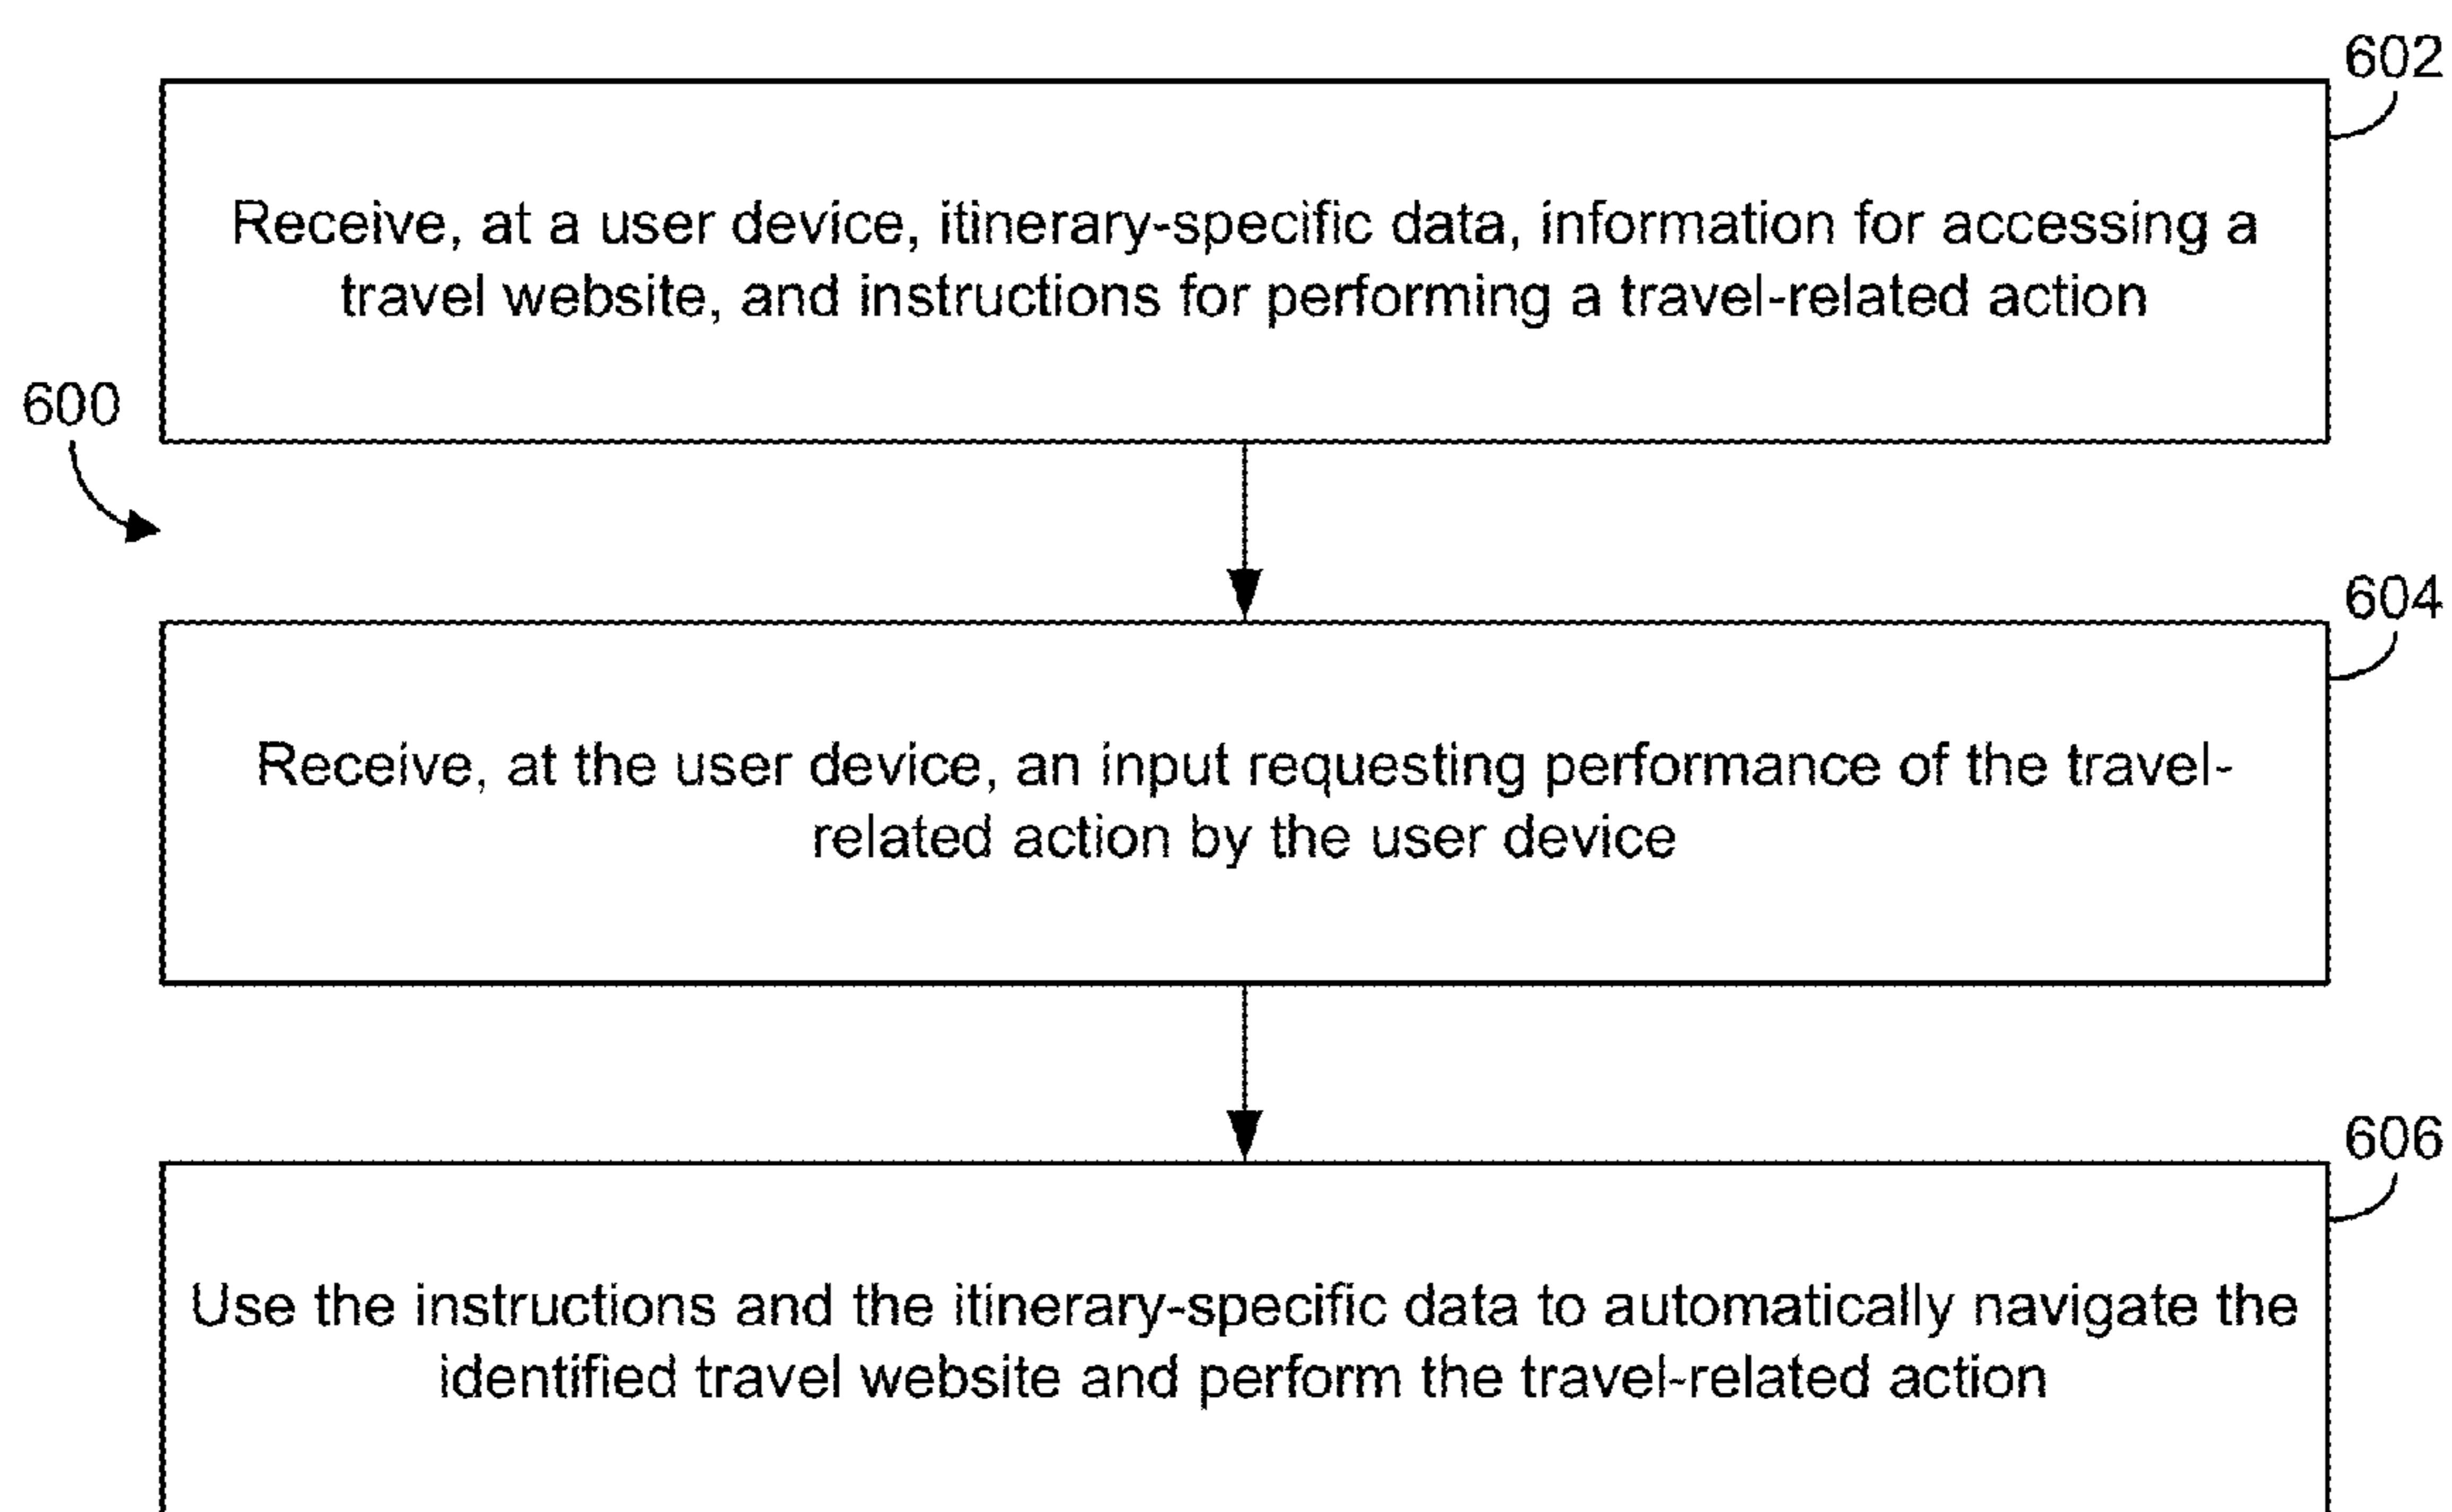 602
Receive, at a user device, itinerary-specific data, information for accessing a
travel website, and instructions for performing a travel-related action
600
604
Receive, at the user device, an input requesting performance of the travel-
related action by the user device
606
Use the instructions and the itinerary-specific data to automatically navigate the
identified travel website and perform the travel-related action